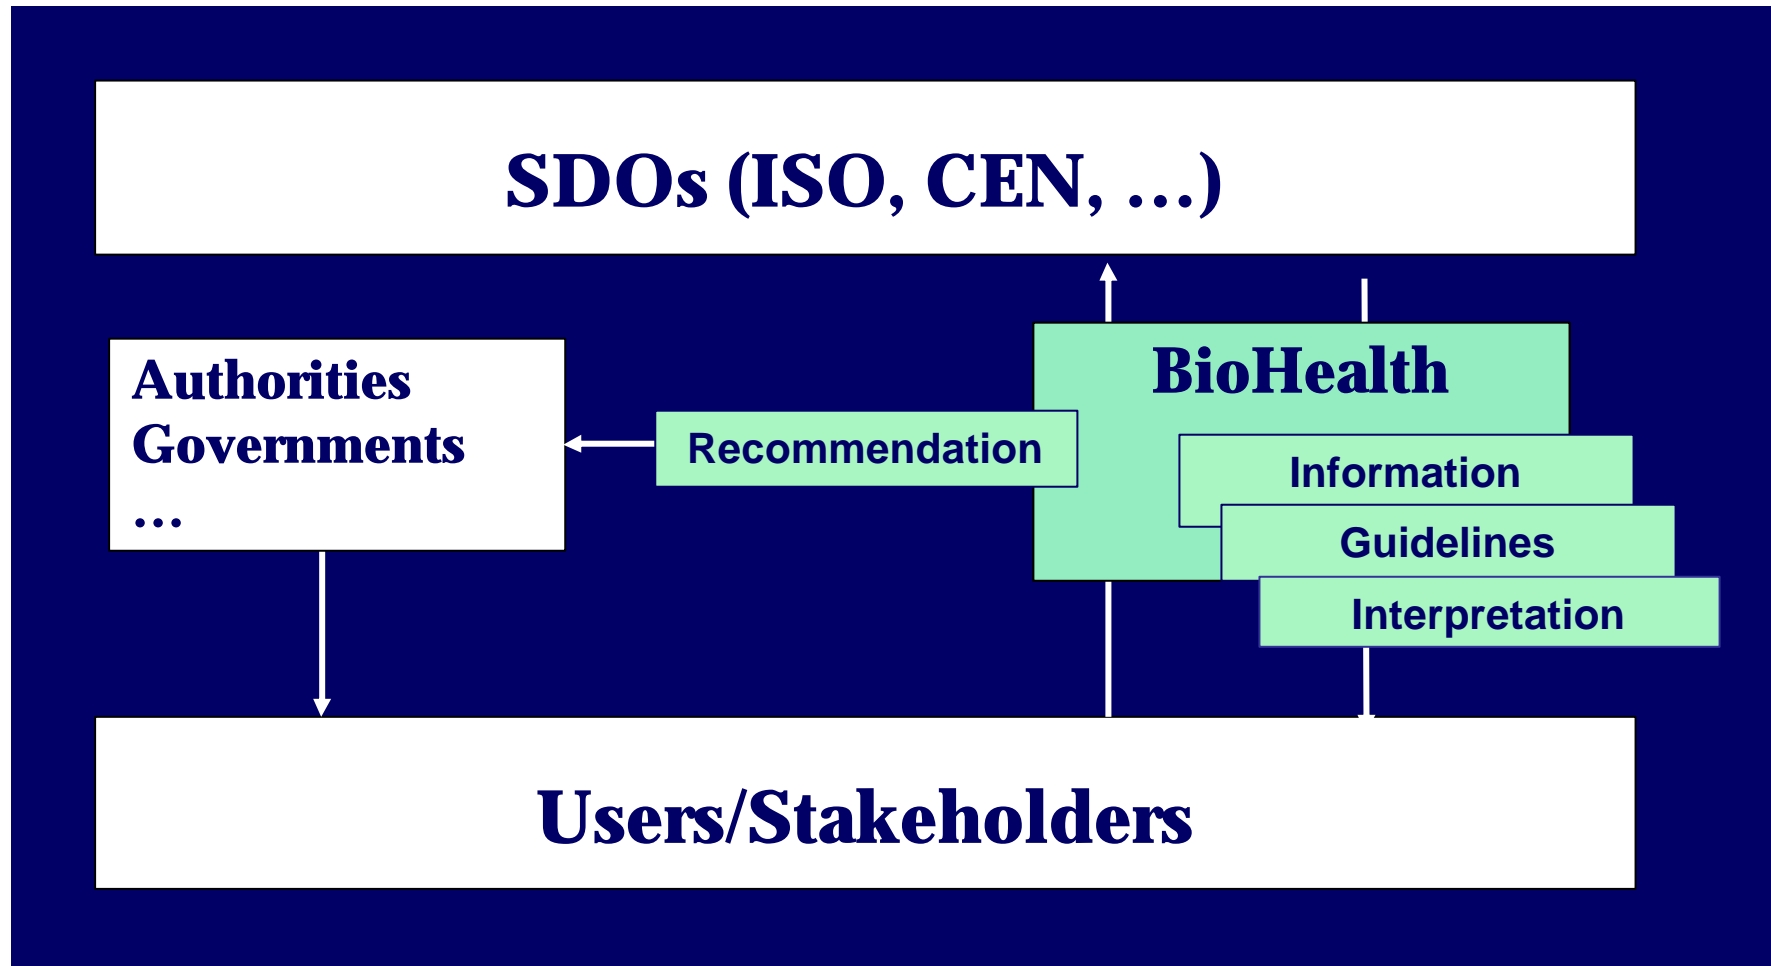 SDOs (ISO, CEN, …)
Authorities
Governments
…
BioHealth
Recommendation
Information
Guidelines
Interpretation
Users/Stakeholders